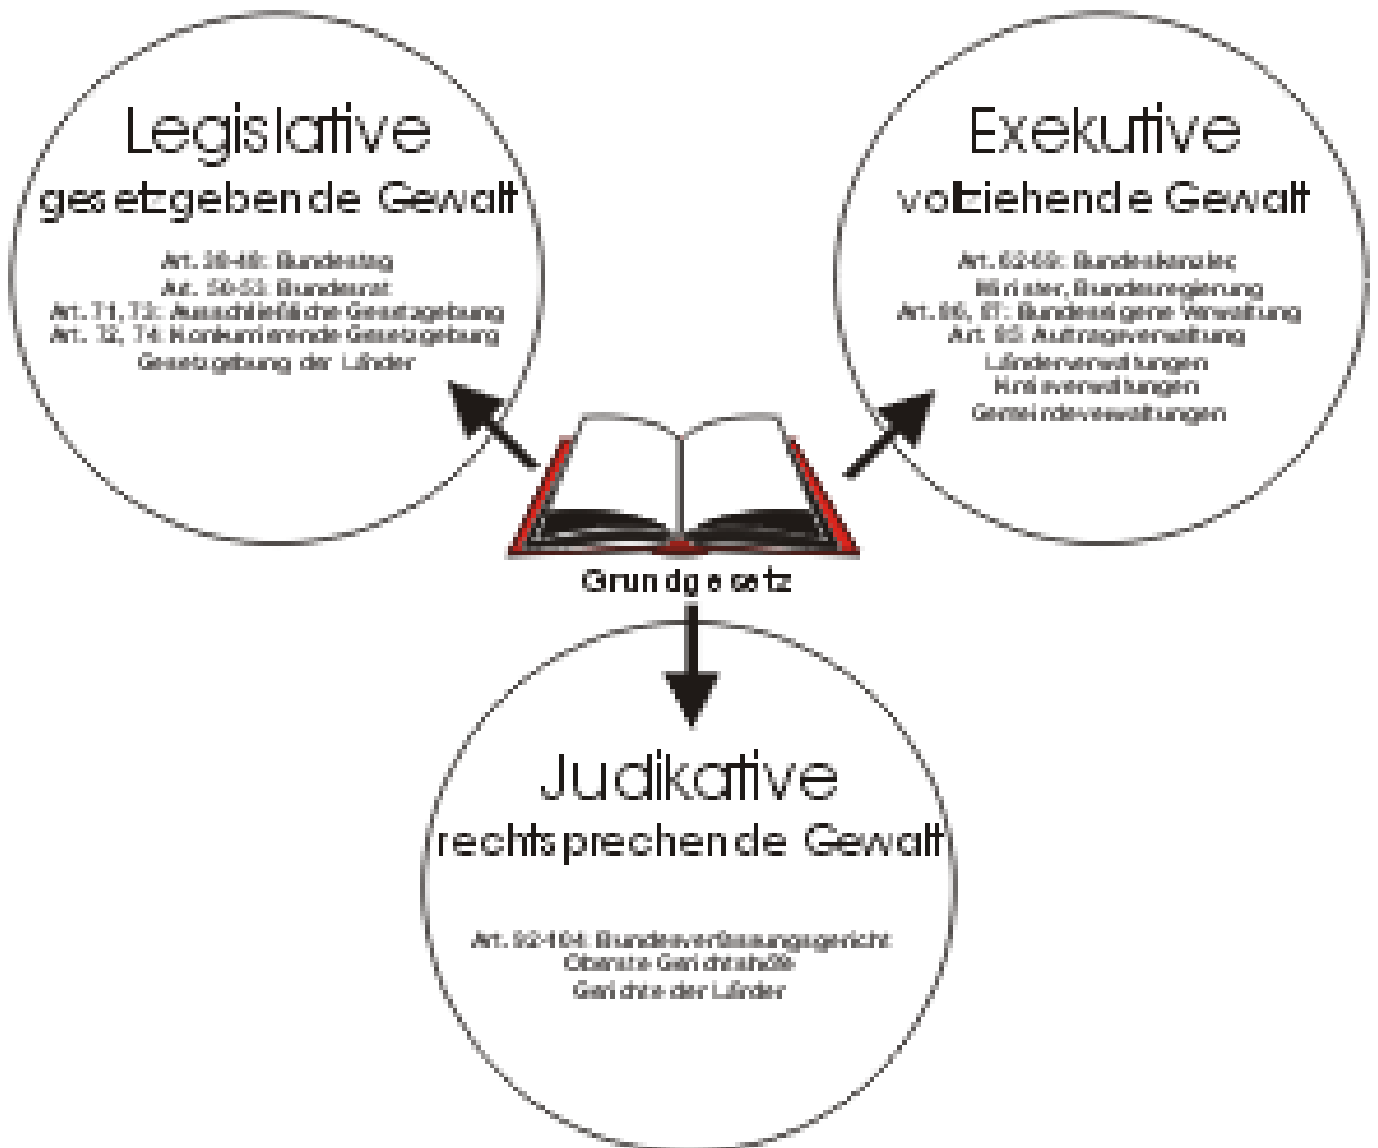 Legislative
gesetzgebende Gewalt
Art. 38-48: Bundestag
Art. 50-53: Bundesrat
Art. 71, 73: Ausschließliche Gesetzgebung
Art. 72, 74: Konkurrierende Gesetzgebung
Gesetzgebung der Länder
Exekutive
vollziehende Gewalt
Art. 62-69: Bundeskanzler,
Minister, Bundesregierung
Art. 86, 87: Bundeseigene Verwaltung
Art. 85: Auftragsverwaltung
Länderverwaltungen
Kreisverwaltungen
Gemeindeverwaltungen
Grundgesetz
Judikative
rechtsprechende Gewalt
Art. 92-104: Bundesverfassungsgericht
Oberste Gerichtshöfe
Gerichte der Länder